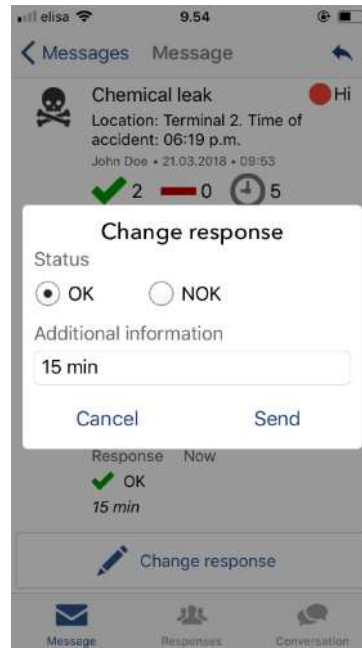 elisa 9.54
Messages Message
Chemical leak Hi
Location: Terminal 2. Time of
accident: 06:19 p.m.
John Doe • 21.03.2018 • 09:53
2 0 5
Change response
Status
OK NOK
Additional information
15 min
Cancel Send
Response Now
OK
15 min
Change response
Message Responses Conversation